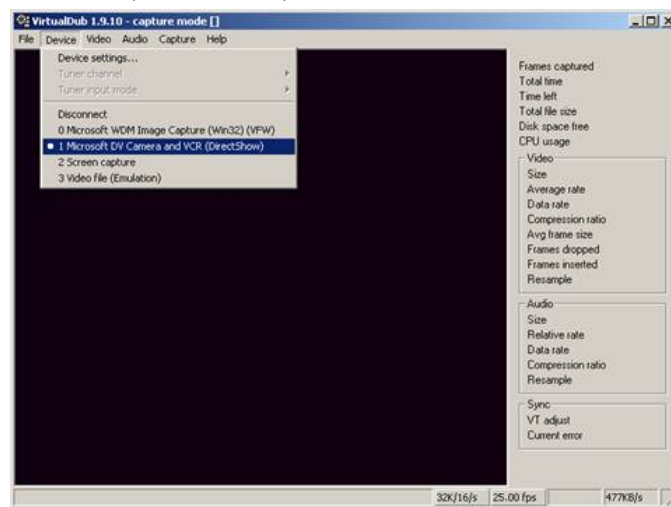 VirtualDub 1.9.10 - capture mode []
File Device Video Audio Capture Help
Device settings...
Tuner channel
Tuner input mode
Disconnect
0 Microsoft WDM Image Capture (Win32) (VFW)
1 Microsoft DV Camera and VCR (DirectShow)
2 Screen capture
3 Video file (Emulation)
Frames captured
Total time
Time left
Total file size
Disk space free
CPU usage
Video
Size
Average rate
Data rate
Compression ratio
Avg frame size
Frames dropped
Frames inserted
Resample
Audio
Size
Relative rate
Data rate
Compression ratio
Resample
Sync
VT adjust
Current error
32K/16/s 25.00 fps 477KB/s